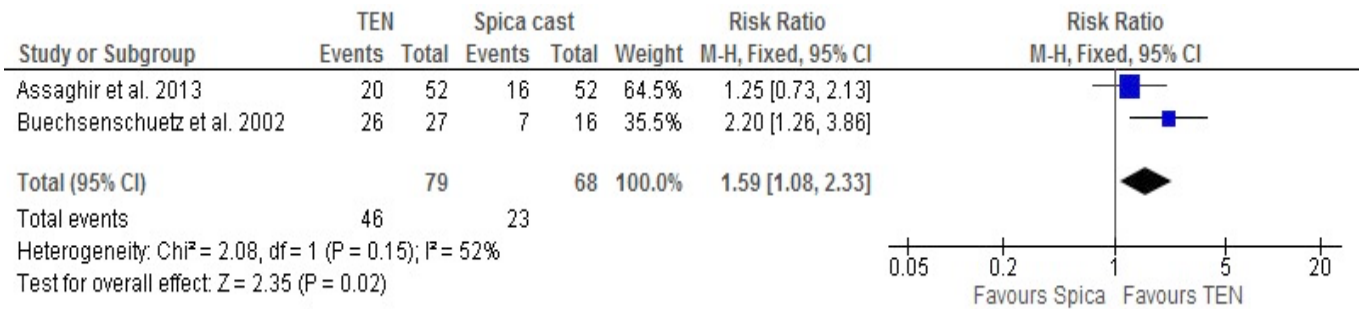 TEN Spica cast Risk Ratio Risk Ratio
Study or Subgroup Events Total Events Total Weight M-H, Fixed, 95% CI M-H, Fixed, 95% CI
Assaghir et al. 2013 20 52 16 52 64.5% 1.25 [0.73, 2.13]
Buechsenschuetz et al. 2002 26 27 7 16 35.5% 2.20 [1.26, 3.86]
Total (95% CI) 79 68 100.0% 1.59 [1.08, 2.33]
Total events 46 23
Heterogeneity: Chi² = 2.08, df = 1 (P = 0.15); I² = 52%
Test for overall effect: Z = 2.35 (P = 0.02)
0.05 0.2 1 5 20
Favours Spica Favours TEN